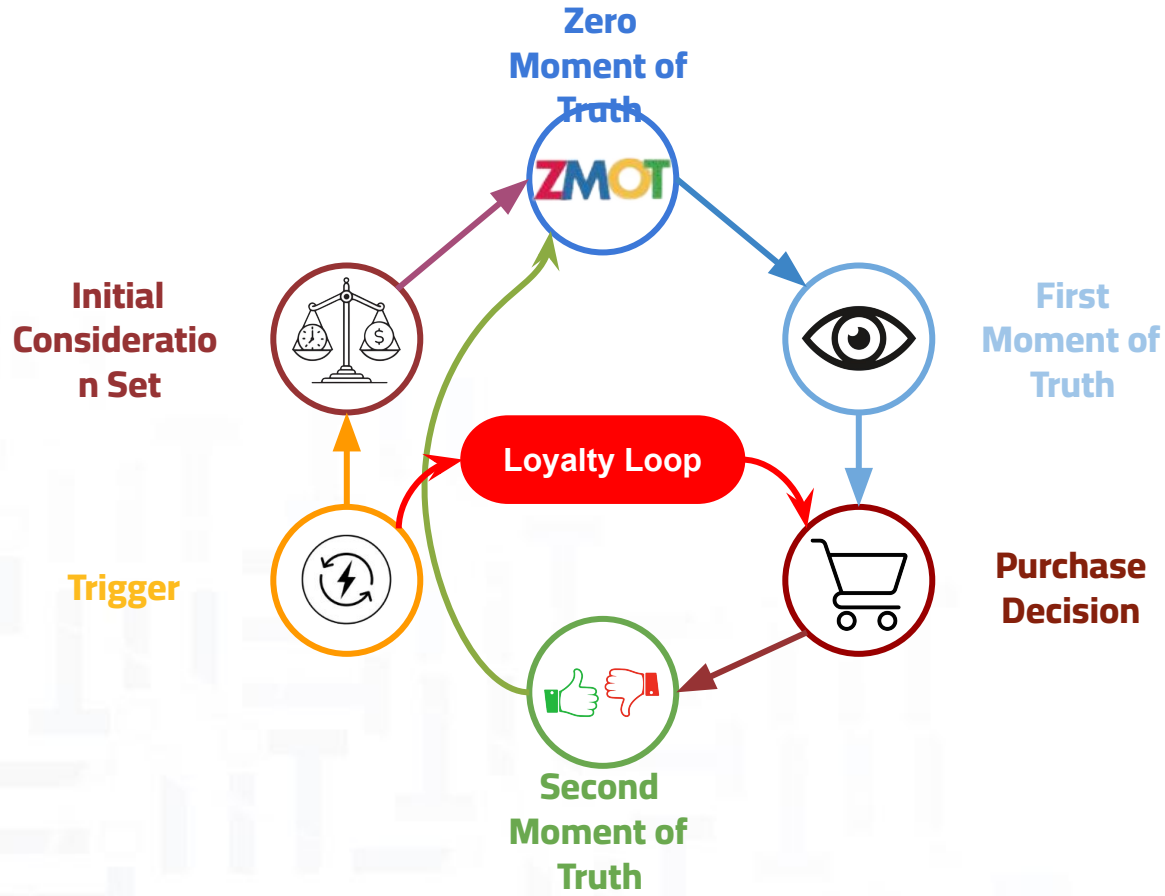 Zero
Moment of
Truth
ZMOT
Initial
Consideratio
n Set
$
First
Moment of
Truth
Loyalty Loop
Trigger
Purchase
Decision
Second
Moment of
Truth